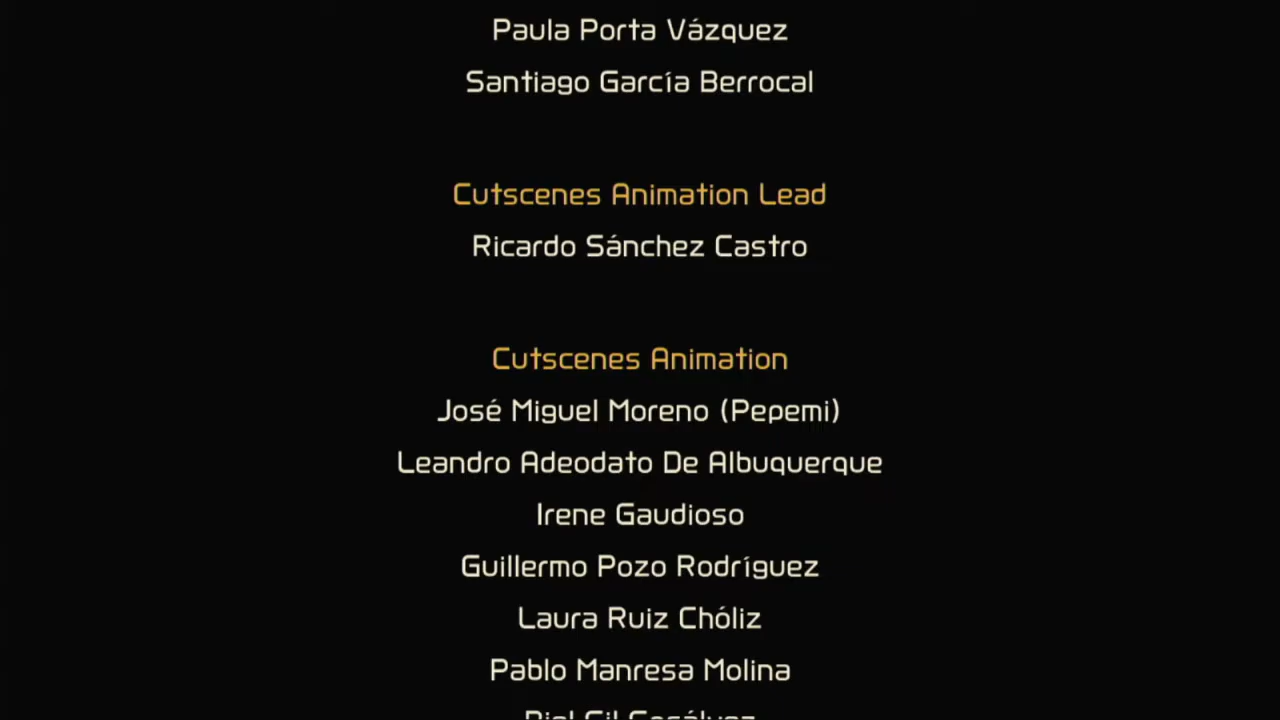 Paula Porta Vázquez
Santiago García Berrocal
Cutscenes Animation Lead
Ricardo Sánchez Castro
Cutscenes Animation
José Miguel Moreno (Pepemi)
Leandro Adeodato De Albuquerque
Irene Gaudioso
Guillermo Pozo Rodríguez
Laura Ruiz Chóliz
Pablo Manresa Molina